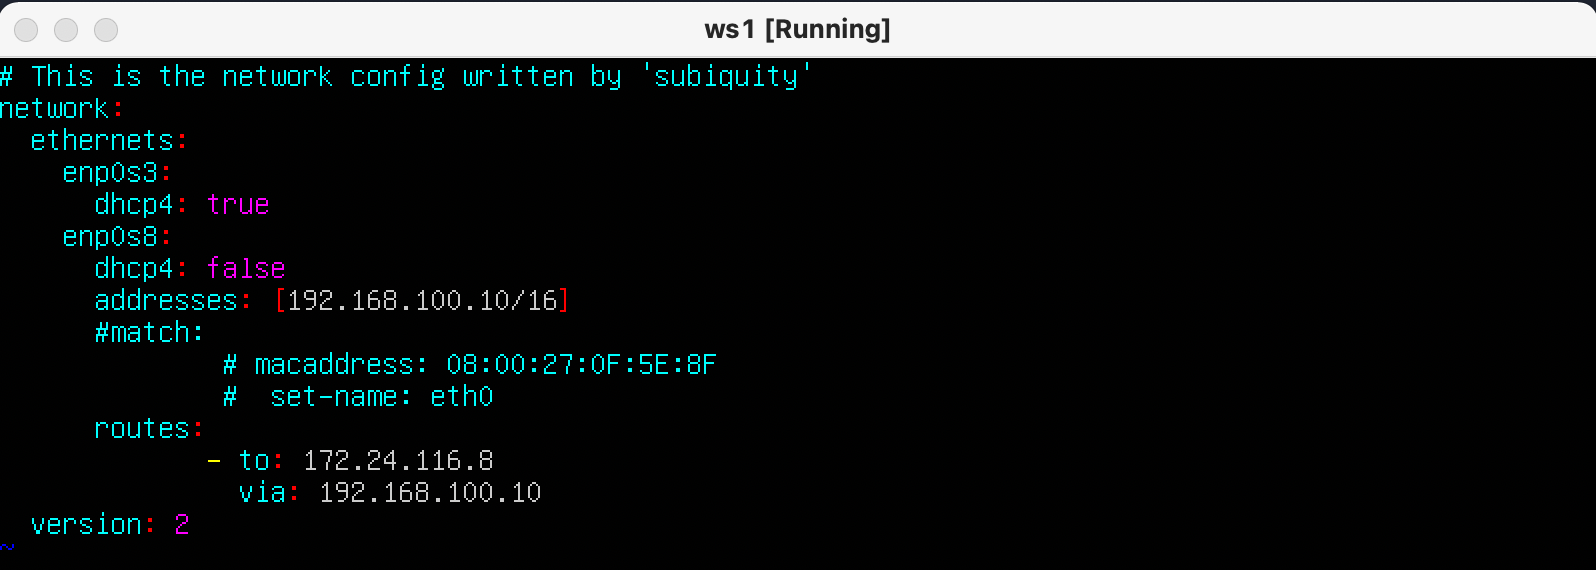 ws1 [Running]
# This is the network config written by 'subiquity'
network:
  ethernets:
    enp0s3:
      dhcp4: true
    enp0s8:
      dhcp4: false
      addresses: [192.168.100.10/16]
      #match:
              # macaddress: 08:00:27:0F:5E:8F
              #  set-name: eth0
      routes:
             - to: 172.24.116.8
               via: 192.168.100.10
  version: 2
~